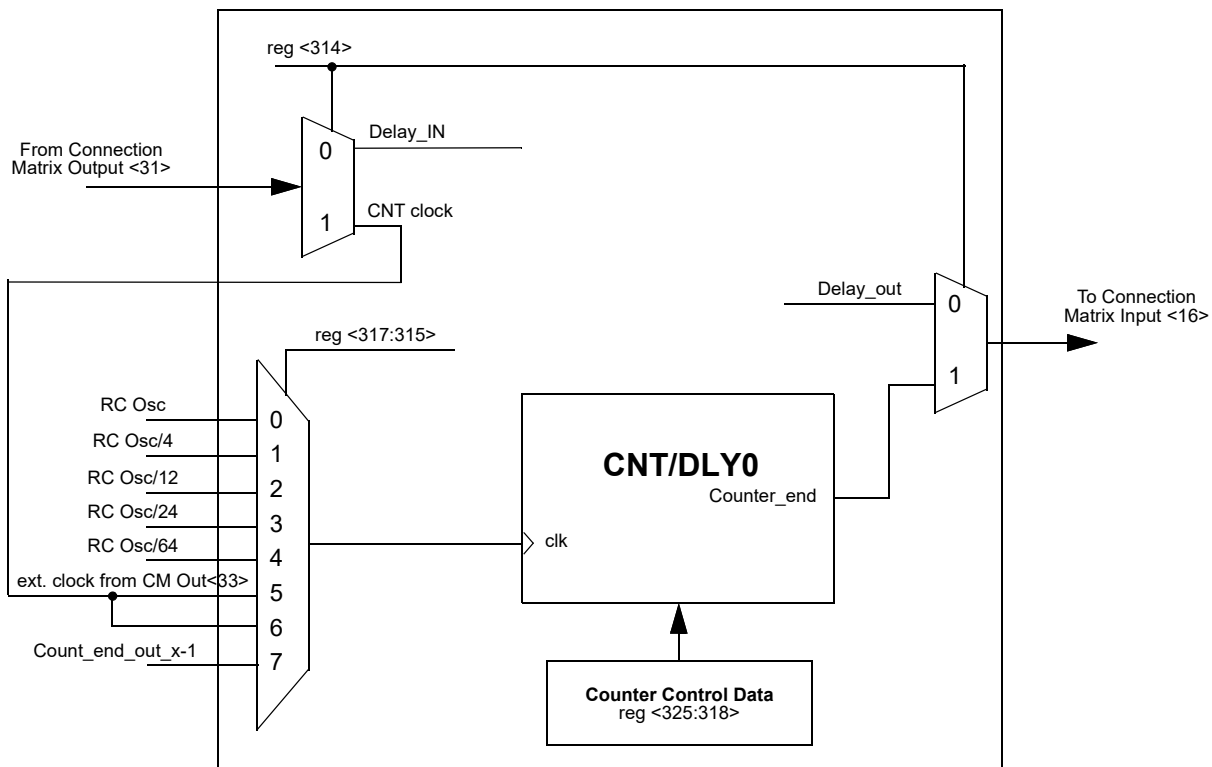 reg <314>
From Connection
Matrix Output <31>
0
Delay_IN
1
CNT clock
Delay_out
0
1
To Connection
Matrix Input <16>
reg <317:315>
RC Osc
0
RC Osc/4
1
RC Osc/12
2
RC Osc/24
3
RC Osc/64
4
ext. clock from CM Out<33>
5
6
Count_end_out_x-1
7
CNT/DLY0
Counter_end
clk
Counter Control Data
reg <325:318>